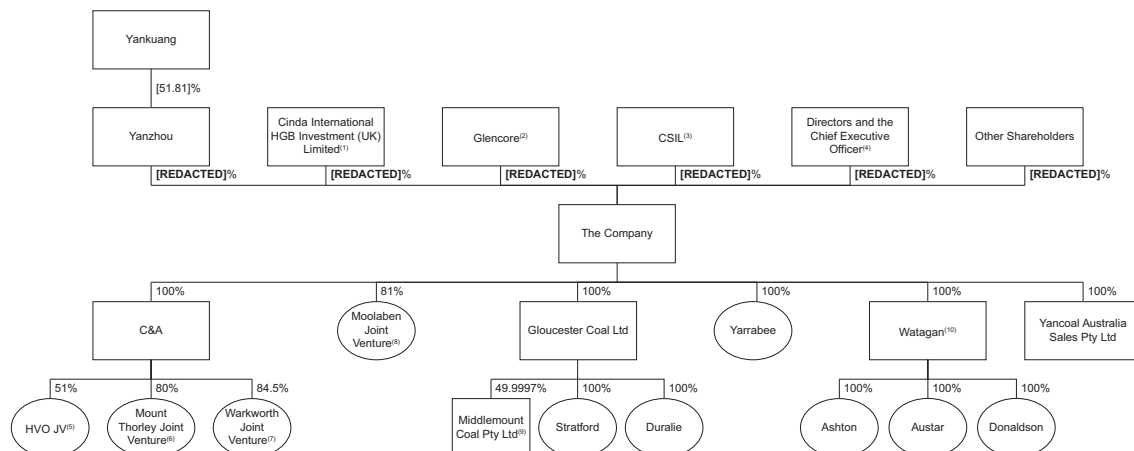 Yankuang
[51.81]%
Yanzhou
Cinda International
HGB Investment (UK)
Limited(1)
Glencore(2)
CSIL(3)
Directors and the
Chief Executive
Officer(4)
Other Shareholders
[REDACTED]%
[REDACTED]%
[REDACTED]%
[REDACTED]%
[REDACTED]%
[REDACTED]%
The Company
100%
81%
100%
100%
100%
100%
C&A
Moolaben
Joint
Venture(8)
Gloucester Coal Ltd
Yarrabee
Watagan(10)
Yancoal Australia
Sales Pty Ltd
51%
80%
84.5%
49.9997%
100%
100%
100%
100%
100%
HVO JV(5)
Mount
Thorley Joint
Venture(6)
Warkworth
Joint
Venture(7)
Middlemount
Coal Pty Ltd(9)
Stratford
Duralie
Ashton
Austar
Donaldson